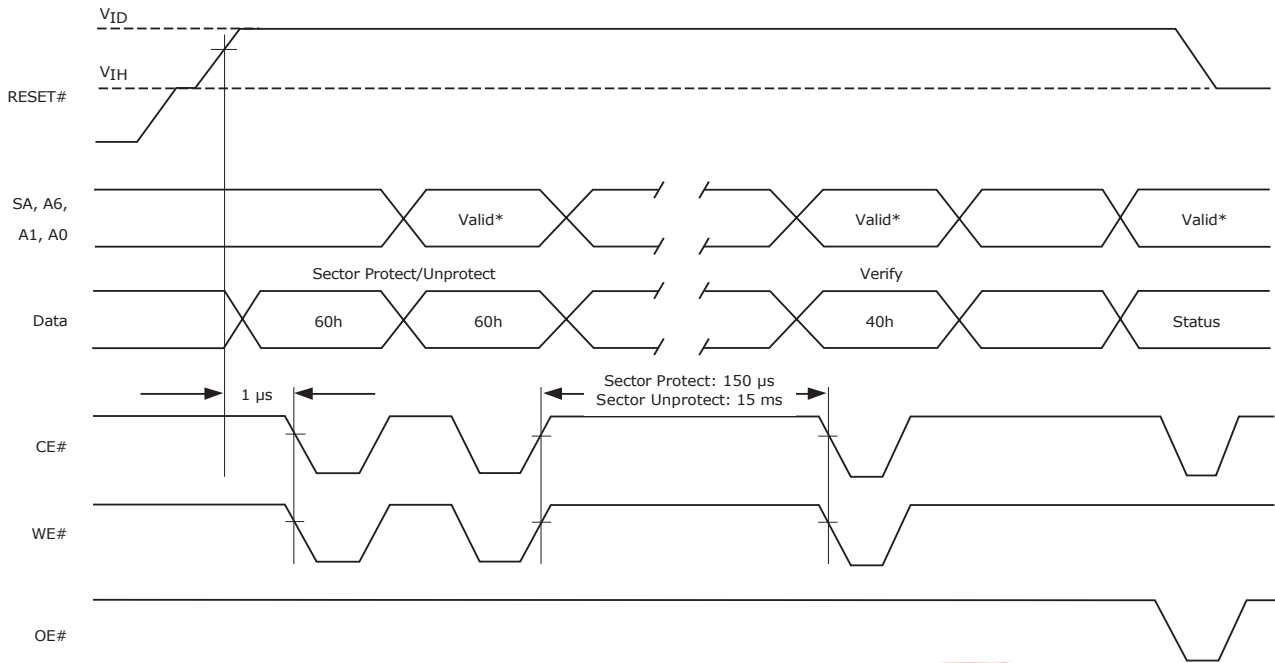 VID
VIH
RESET#
SA, A6,
A1, A0
Valid*
Valid*
Valid*
Sector Protect/Unprotect
Verify
Data
60h
60h
40h
Status
1 µs
Sector Protect: 150 µs
Sector Unprotect: 15 ms
CE#
WE#
OE#